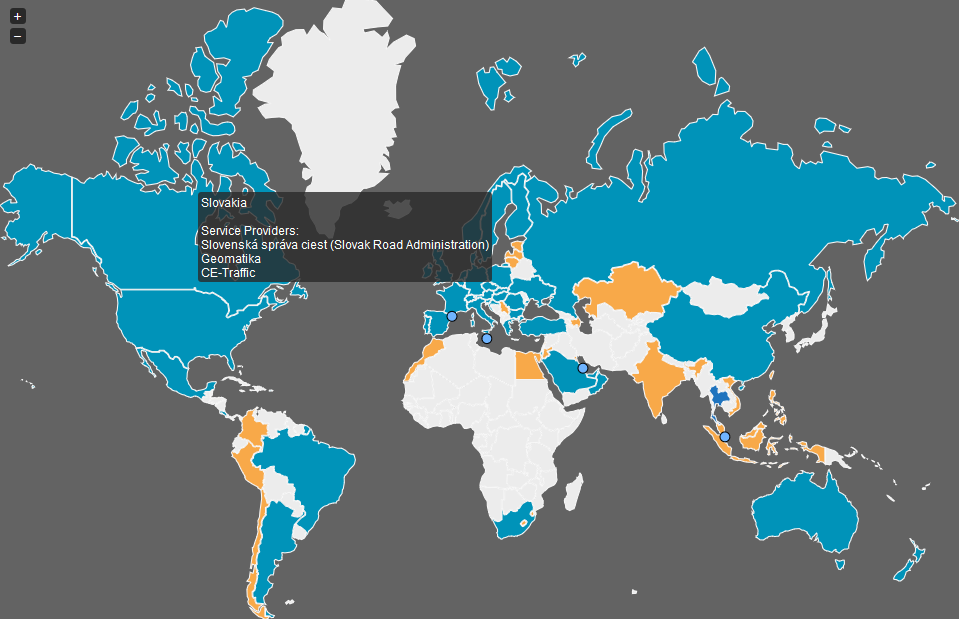 +
−
Slovakia
Service Providers:
Slovenská správa ciest (Slovak Road Administration)
Geomatika
CE-Traffic